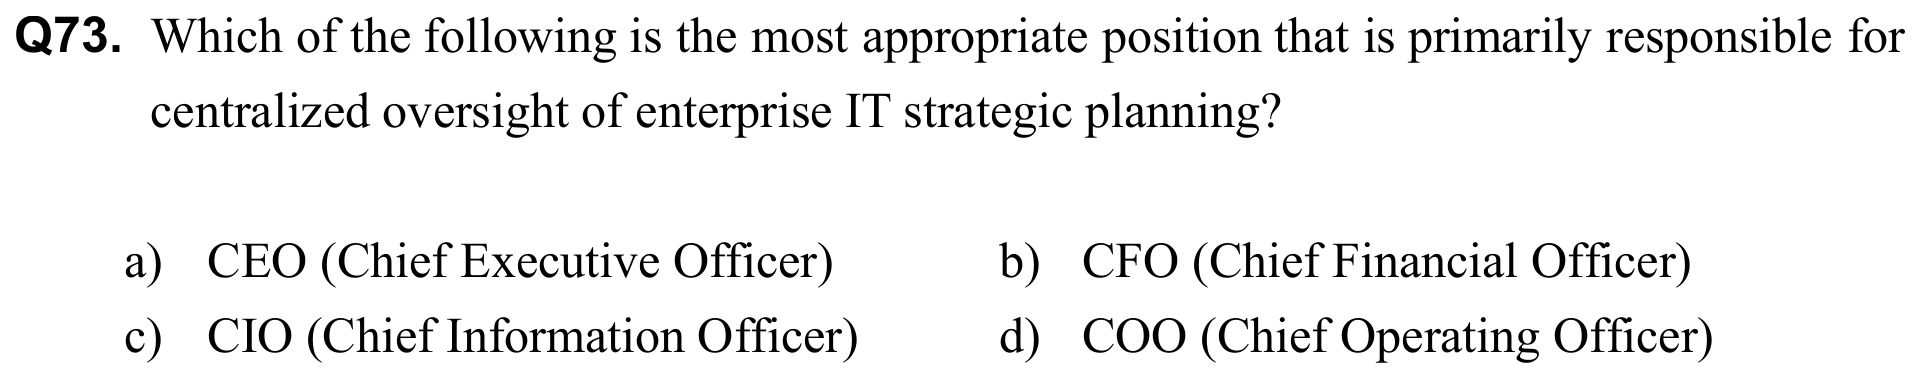 Q73. Which of the following is the most appropriate position that is primarily responsible for
centralized oversight of enterprise IT strategic planning?
a) CEO (Chief Executive Officer) b) CFO (Chief Financial Officer)
c) CIO (Chief Information Officer) d) COO (Chief Operating Officer)